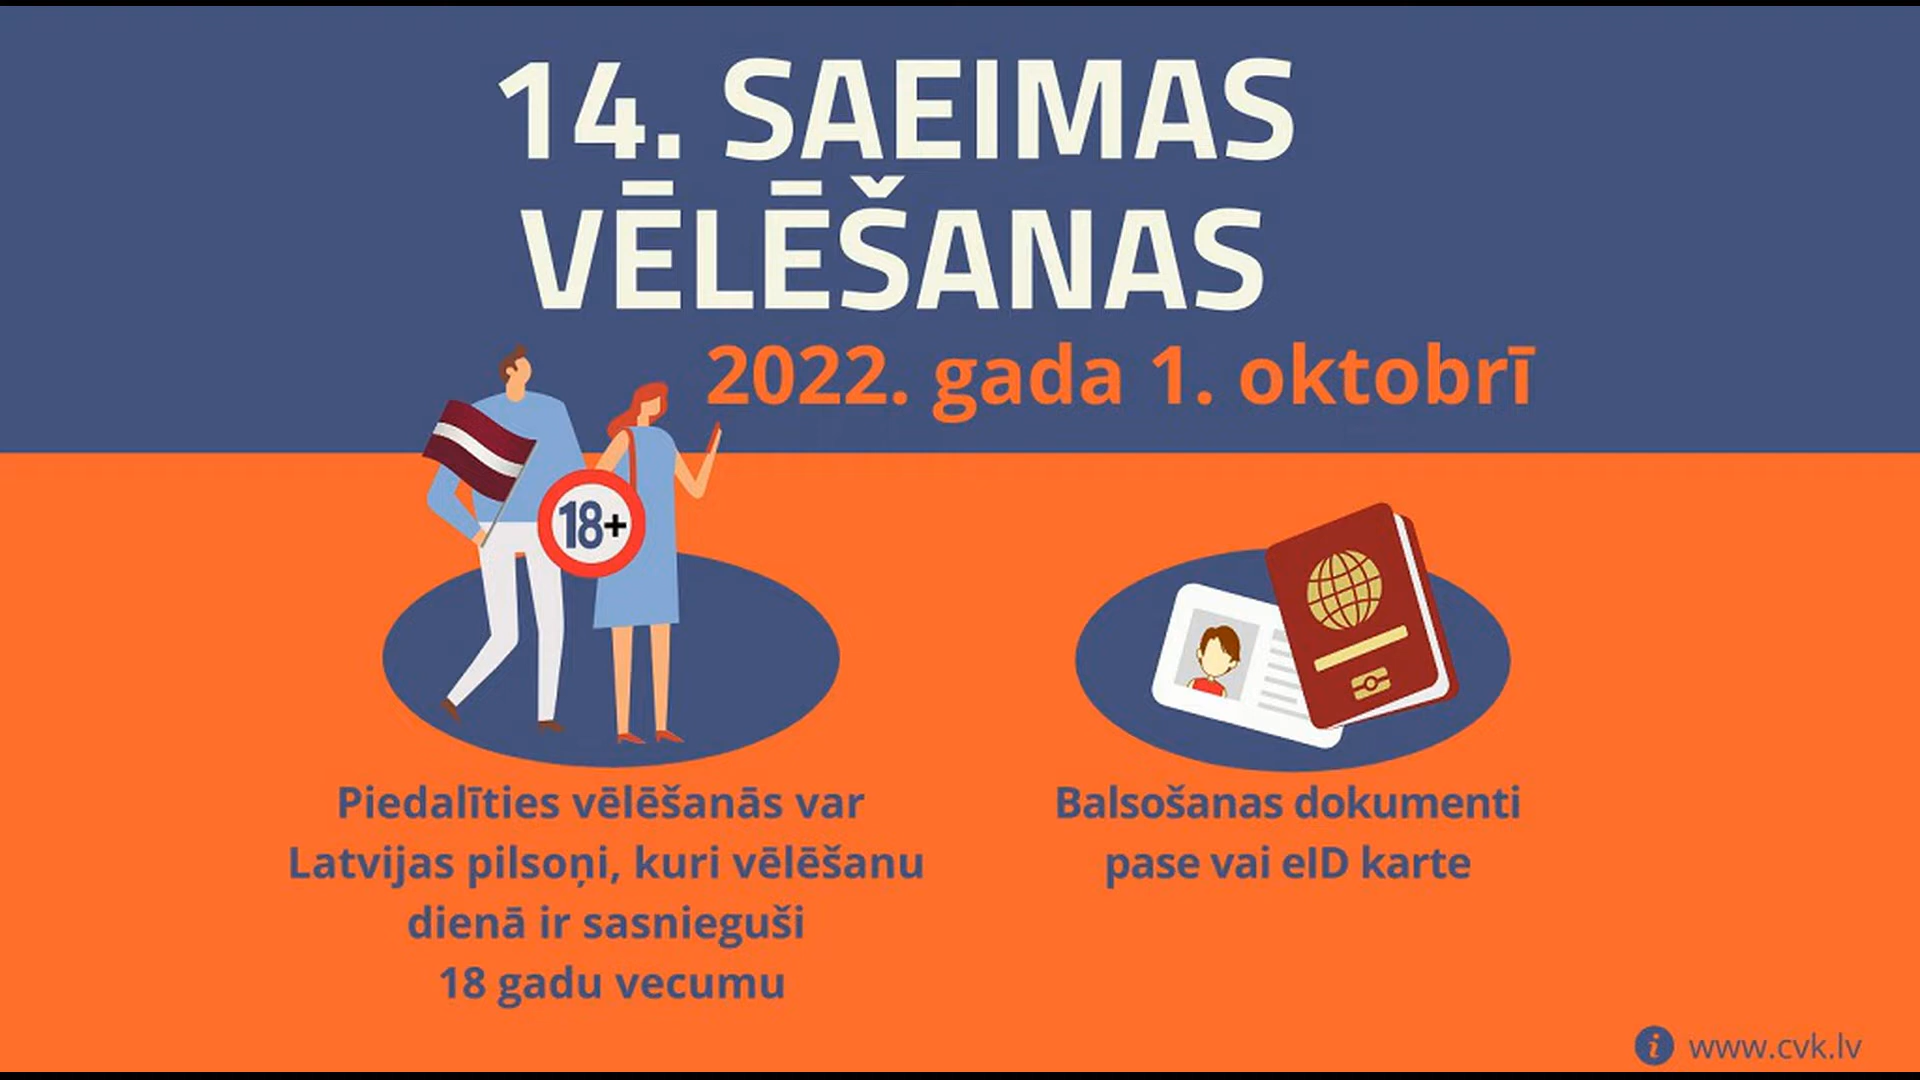 14. SAEIMAS
VĒLĒŠANAS
2022. gada 1. oktobrī
18+
Piedalīties vēlēšanās var
Latvijas pilsoņi, kuri vēlēšanu
dienā ir sasnieguši
18 gadu vecumu
Balsošanas dokumenti
pase vai eID karte
i www.cvk.lv